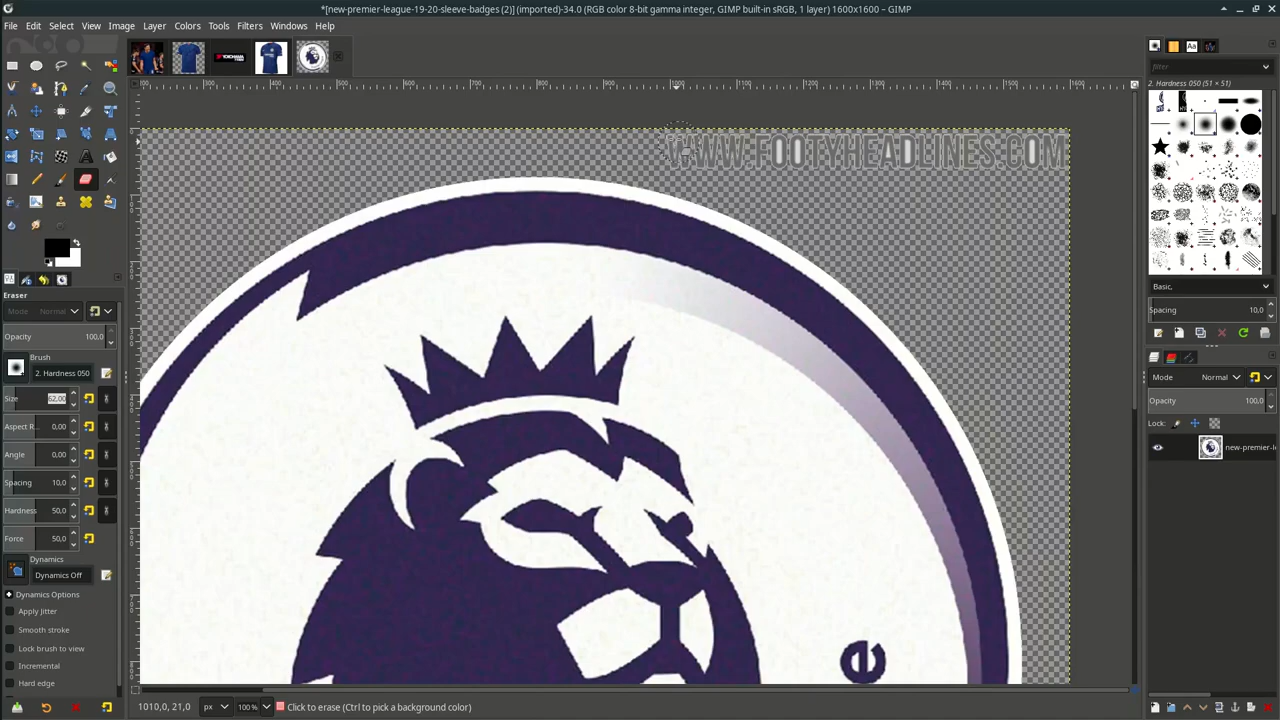 *[new-premier-league-19-20-sleeve-badges (2)] (imported)-34.0 (RGB color 8-bit gamma integer, GIMP built-in sRGB, 1 layer) 1600x1600 – GIMP
File Edit Select View Image Layer Colors Tools Filters Windows Help
YOKOHAMA
filter
2. Hardness 050 (51 × 51)
WWW.FOOTYHEADLINES.COM
Eraser
Mode Normal
Opacity 100,0
Brush
2. Hardness 050
Size 62,00
Aspect R... 0,00
Angle 0,00
Spacing 10,0
Hardness 50,0
Force 50,0
Dynamics
Dynamics Off
Dynamics Options
Apply Jitter
Smooth stroke
Lock brush to view
Incremental
Hard edge
Basic,
Spacing 10,0
Mode Normal
Opacity 100,0
Lock:
new-premier-l
e
1010,0, 21,0 px 100% Click to erase (Ctrl to pick a background color)